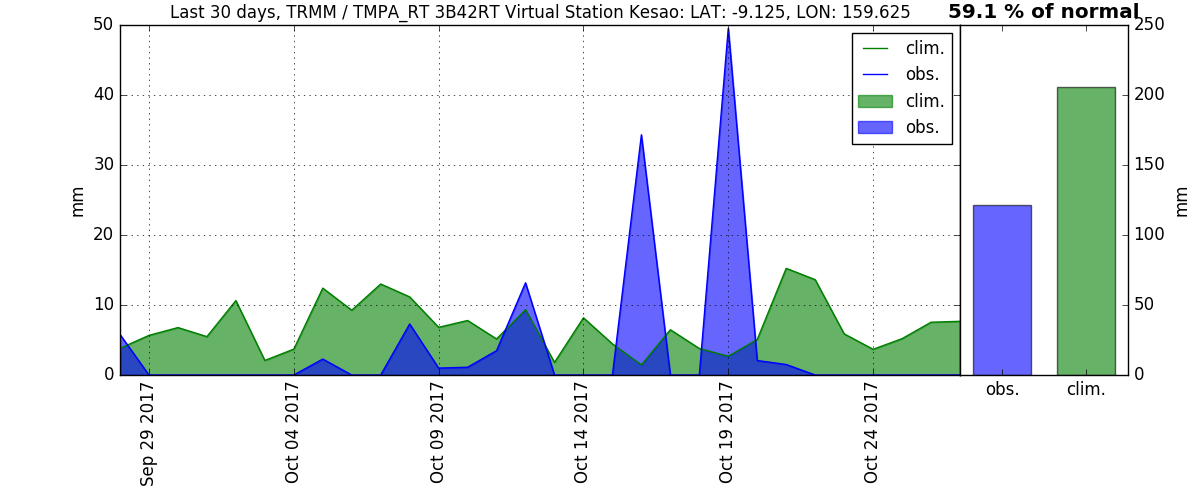 Last 30 days, TRMM / TMPA_RT 3B42RT Virtual Station Kesao: LAT: -9.125, LON: 159.625
59.1 % of normal
50
40
30
20
10
0
mm
clim.
obs.
clim.
obs.
Sep 29 2017
Oct 04 2017
Oct 09 2017
Oct 14 2017
Oct 19 2017
Oct 24 2017
250
200
150
100
50
0
mm
obs.
clim.